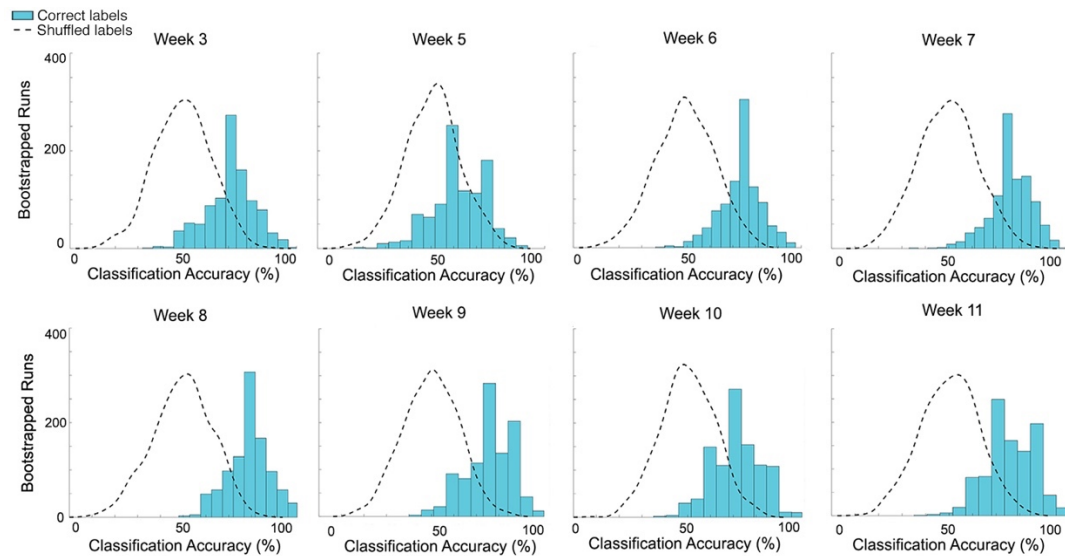 Correct labels
Shuffled labels
Week 3
Week 5
Week 6
Week 7
400
200
0
Bootstrapped Runs
0 50 100
0 50 100
0 50 100
0 50 100
Classification Accuracy (%)
Classification Accuracy (%)
Classification Accuracy (%)
Classification Accuracy (%)
Week 8
Week 9
Week 10
Week 11
400
200
0
Bootstrapped Runs
0 50 100
0 50 100
0 50 100
0 50 100
Classification Accuracy (%)
Classification Accuracy (%)
Classification Accuracy (%)
Classification Accuracy (%)